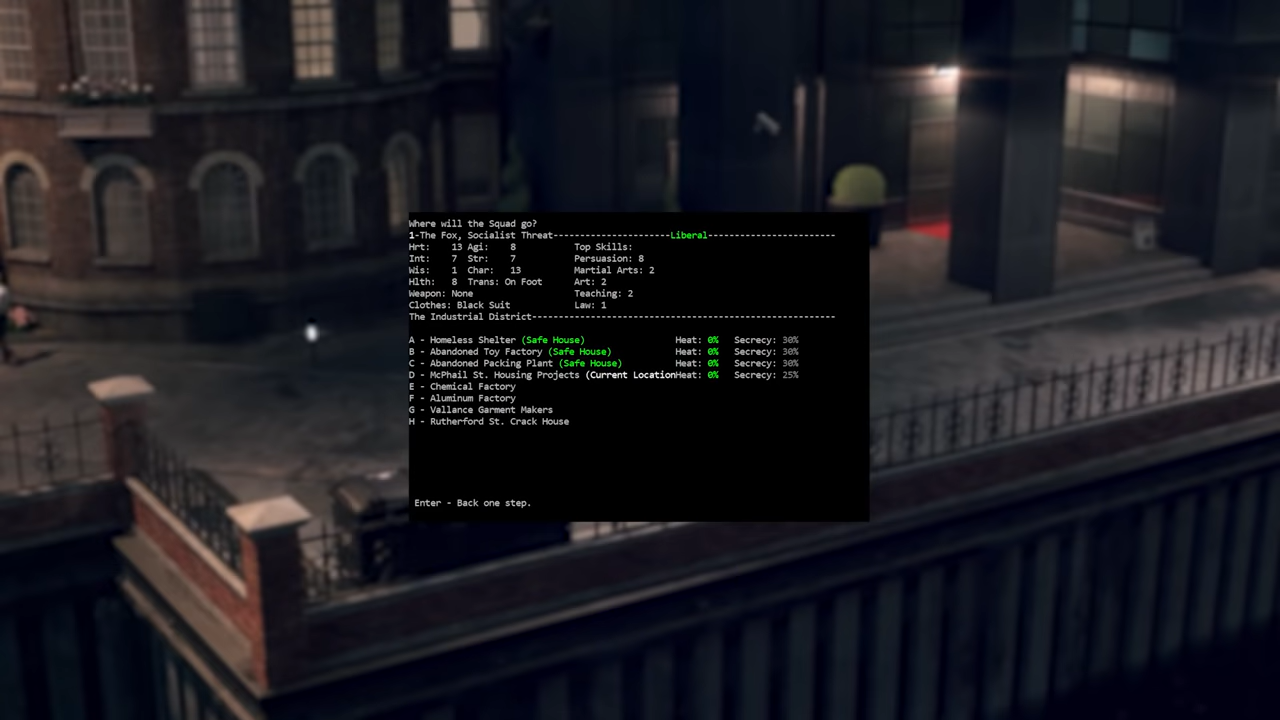 Where will the Squad go?
1-The Fox, Socialist Threat----------------------Liberal------------------------
Hrt: 13 Agi: 8 Top Skills:
Int: 7 Str: 7 Persuasion: 8
Wis: 1 Char: 13 Martial Arts: 2
Hlth: 8 Trans: On Foot Art: 2
Weapon: None Teaching: 2
Clothes: Black Suit Law: 1
The Industrial District---------------------------------------------------------
A - Homeless Shelter (Safe House) Heat: 0% Secrecy: 30%
B - Abandoned Toy Factory (Safe House) Heat: 0% Secrecy: 30%
C - Abandoned Packing Plant (Safe House) Heat: 0% Secrecy: 30%
D - McPhail St. Housing Projects (Current LocationHeat: 0% Secrecy: 25%
E - Chemical Factory
F - Aluminum Factory
G - Vallance Garment Makers
H - Rutherford St. Crack House
Enter - Back one step.